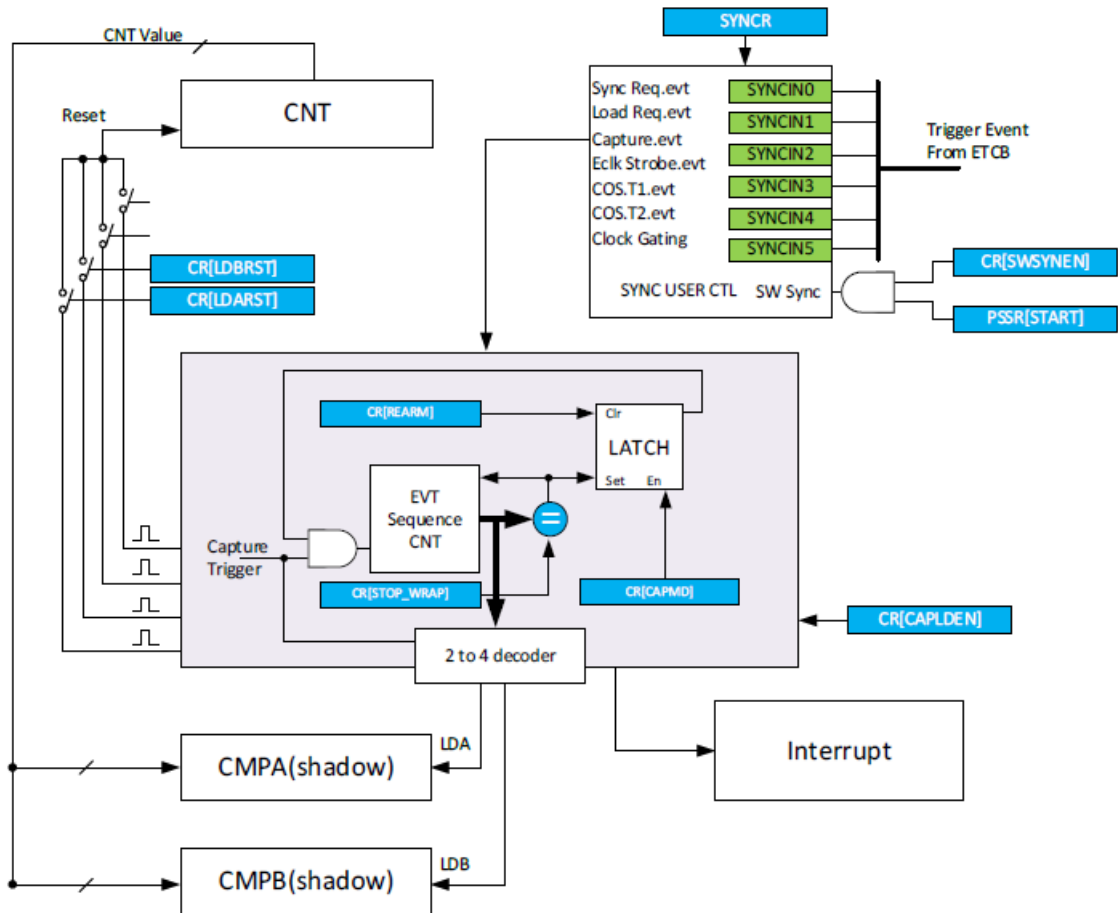 SYNCR
CNT Value
CNT
Reset
Sync Req.evt
Load Req.evt
Capture.evt
Eclk Strobe.evt
COS.T1.evt
COS.T2.evt
Clock Gating
SYNCIN0
SYNCIN1
SYNCIN2
SYNCIN3
SYNCIN4
SYNCIN5
Trigger Event
From ETCB
SYNC USER CTL
SW Sync
CR[SWSYNEN]
PSSR[START]
CR[LDBRST]
CR[LDARST]
CR[REARM]
Clr
LATCH
Set
En
EVT
Sequence
CNT
=
Capture
Trigger
CR[STOP_WRAP]
CR[CAPMD]
CR[CAPLDEN]
2 to 4 decoder
LDA
CMPA(shadow)
Interrupt
LDB
CMPB(shadow)